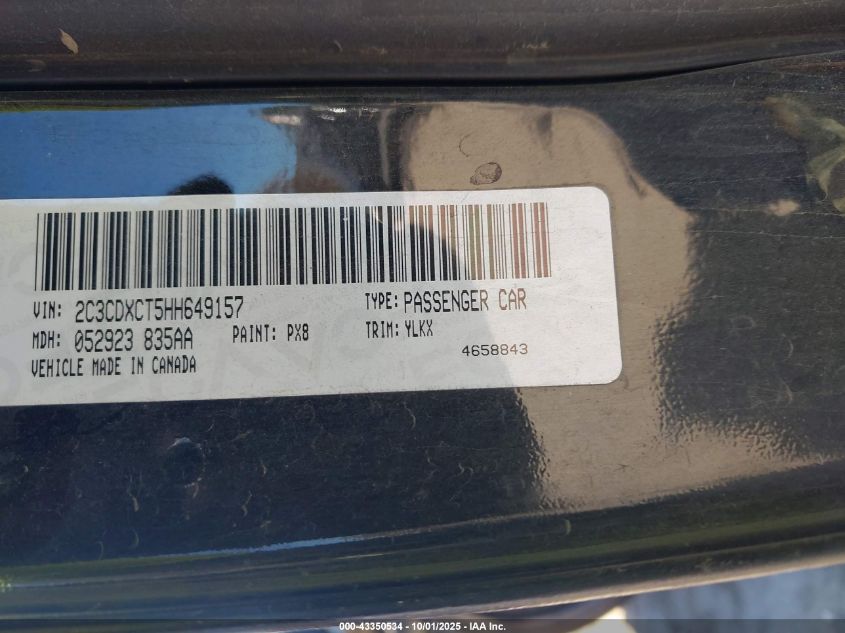 VIN: 2C3CDXCT5HH649157 TYPE: PASSENGER CAR
MDH: 052923 835AA PAINT: PX8 TRIM: YLKX
VEHICLE MADE IN CANADA 4658843
000-43350534 - 10/01/2025 - IAA Inc.